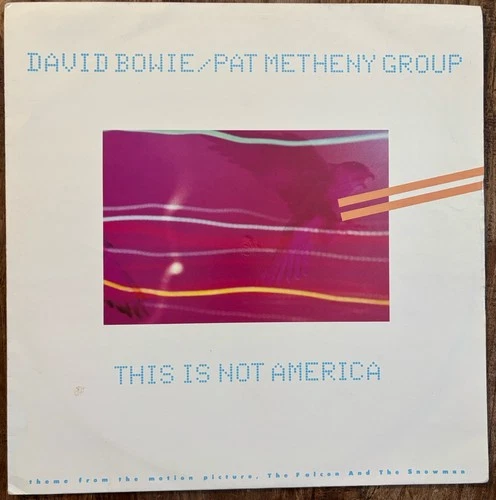 DAVID BOWIE/PAT METHENY GROUP
THIS IS NOT AMERICA
theme from the motion picture, The Falcon And The Snowman